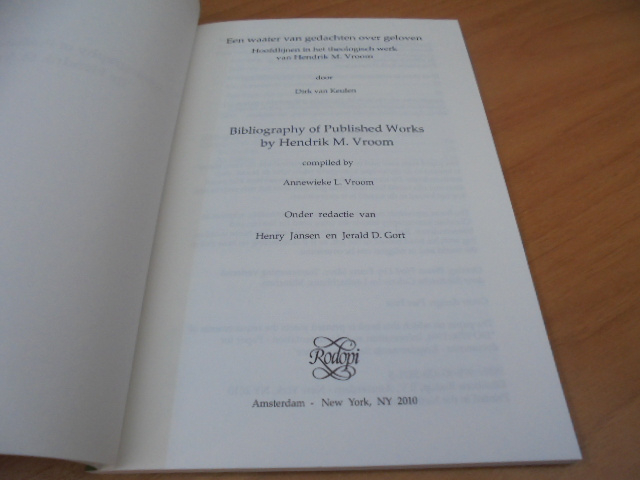 Een waaier van gedachten over geloven
Hoofdlijnen in het theologisch werk
van Hendrik M. Vroom
door
Dirk van Keulen
Bibliography of Published Works
by Hendrik M. Vroom
compiled by
Annewieke L. Vroom
Onder redactie van
Henry Jansen en Jerald D. Gort
Rodopi
Amsterdam - New York, NY 2010